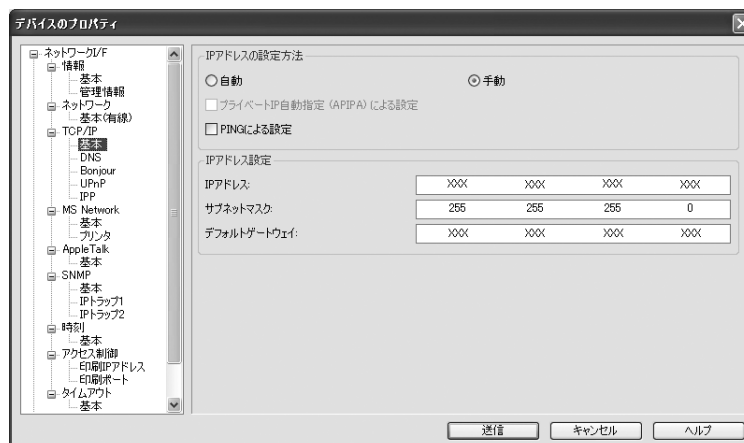 デバイスのプロパティ
ネットワークI/F
情報
基本
管理情報
ネットワーク
基本(有線)
TCP/IP
基本
DNS
Bonjour
UPnP
IPP
MS Network
基本
プリンタ
AppleTalk
基本
SNMP
基本
IPトラップ1
IPトラップ2
時刻
基本
アクセス制御
印刷IPアドレス
印刷ポート
タイムアウト
基本
IPアドレスの設定方法
自動 手動
プライベートIP自動指定 (APIPA) による設定
PINGによる設定
IPアドレス設定
IPアドレス: XXX XXX XXX XXX
サブネットマスク: 255 255 255 0
デフォルトゲートウェイ: XXX XXX XXX XXX
送信 キャンセル ヘルプ